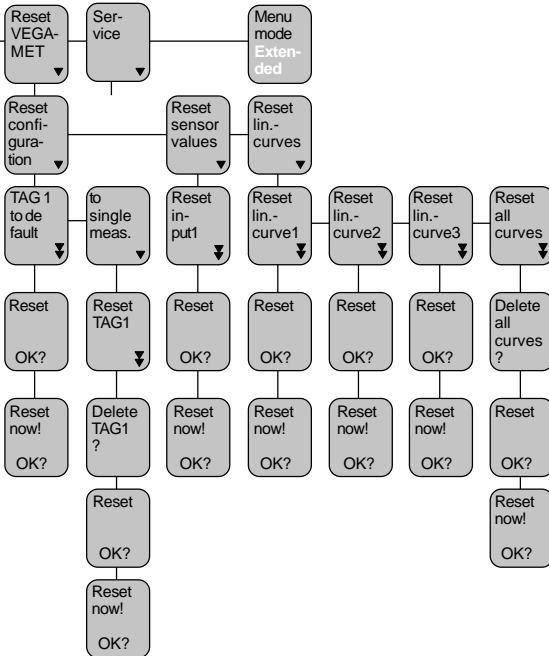 Reset
VEGA-
MET
Ser-
vice
Menu
mode
Exten-
ded
Reset
confi-
gura-
tion
Reset
sensor
values
Reset
lin.-
curves
TAG 1
to de
fault
to
single
meas.
Reset
in-
put1
Reset
lin.-
curve1
Reset
lin.-
curve2
Reset
lin.-
curve3
Reset
all
curves
Reset
OK?
Reset
TAG1
Reset
OK?
Reset
OK?
Reset
OK?
Reset
OK?
Delete
all
curves
?
Reset
now!
OK?
Delete
TAG1
?
Reset
now!
OK?
Reset
now!
OK?
Reset
now!
OK?
Reset
now!
OK?
Reset
OK?
Reset
OK?
Reset
now!
OK?
Reset
now!
OK?